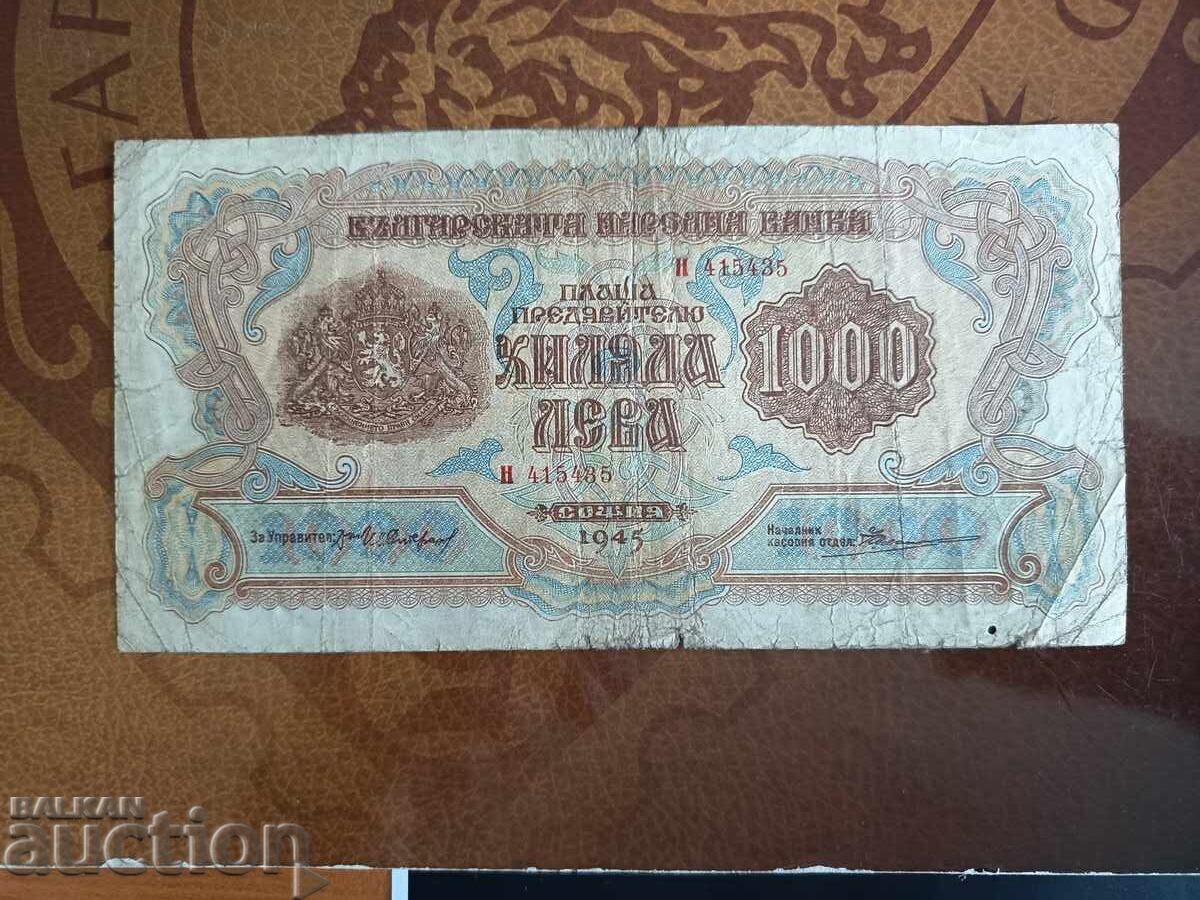 БЪЛГАРСКАТА НАРОДНА БАНКА
Н 415435
ПЛАЩА
ПРЕДЯВИТЕЛЮ
ХИЛЯДА
ЛЕВА
1000
Н 415435
СОФИЯ
1945
За Управител:
Началник
касовия отдел:
BALKAN
auction